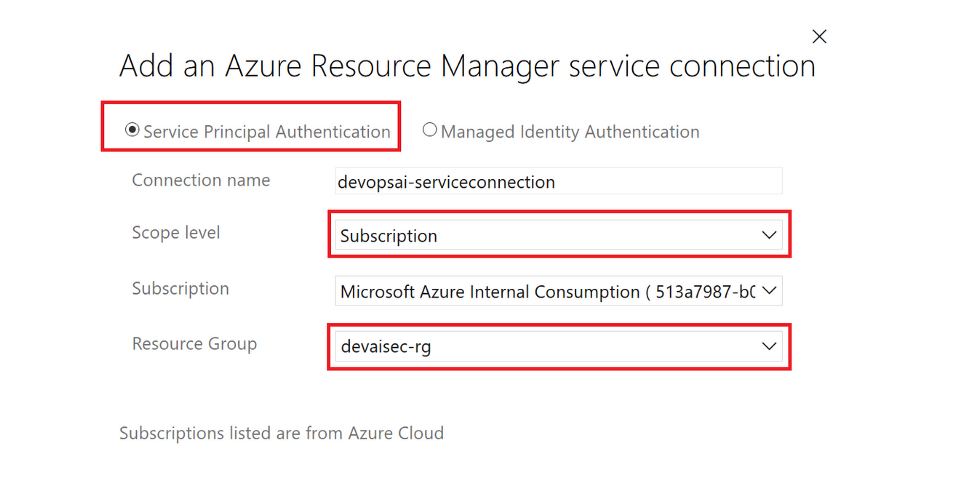 Add an Azure Resource Manager service connection
Service Principal Authentication Managed Identity Authentication
Connection name devopsai-serviceconnection
Scope level Subscription
Subscription Microsoft Azure Internal Consumption ( 513a7987-b0
Resource Group devaisec-rg
Subscriptions listed are from Azure Cloud